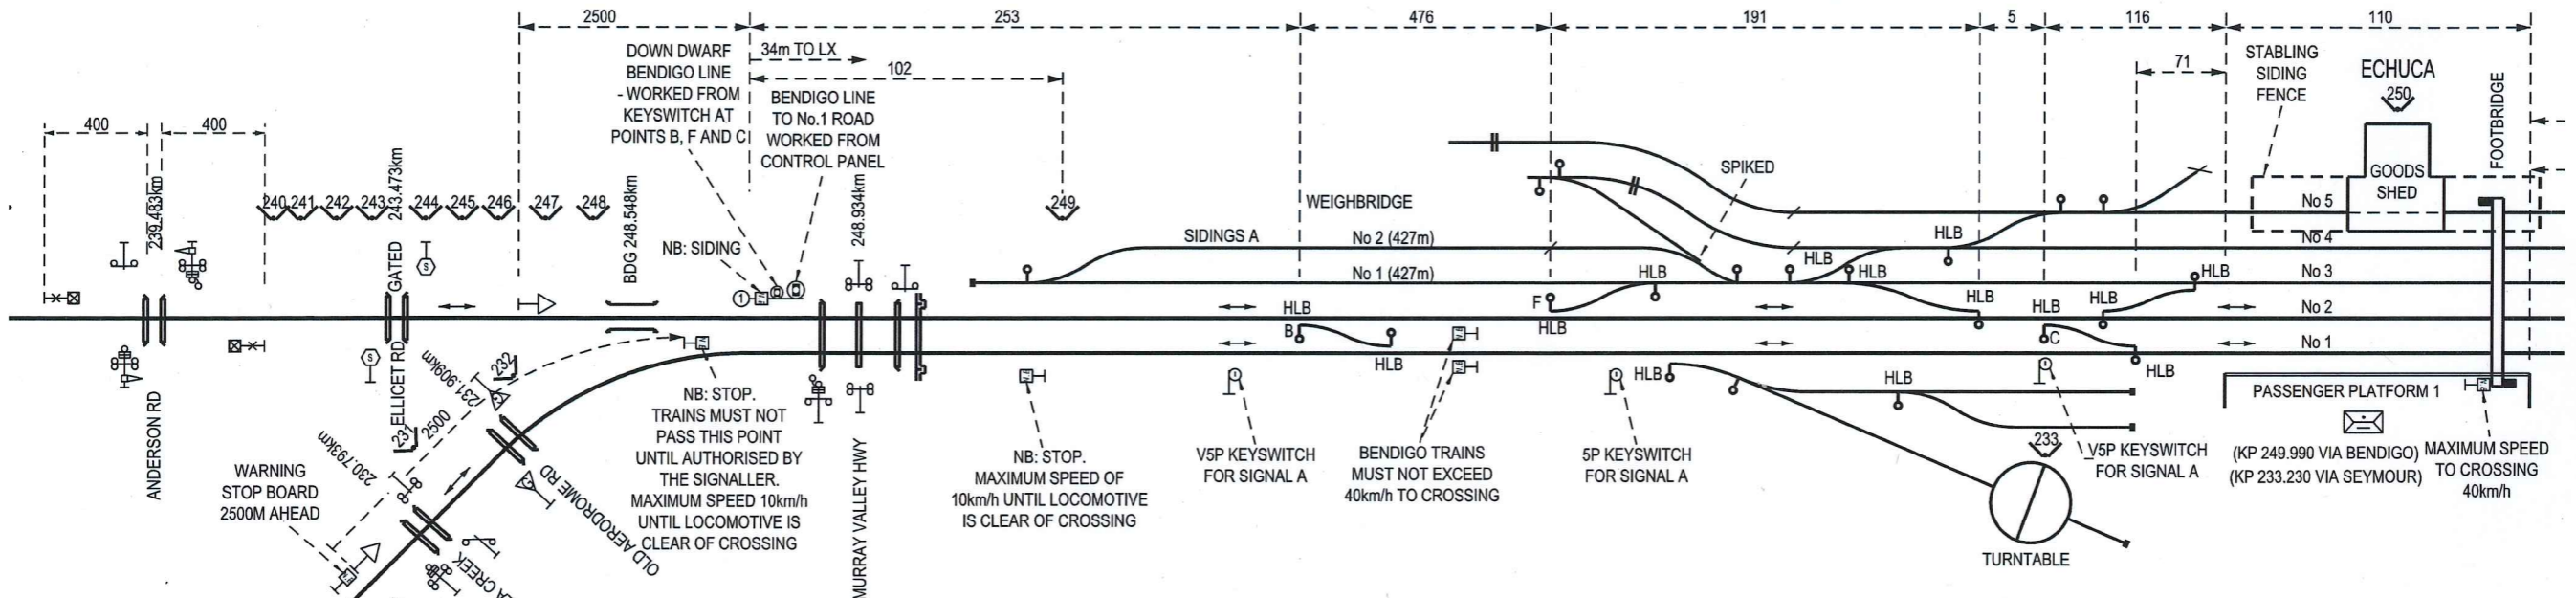 2500
253
476
191
5
116
110
DOWN DWARF
BENDIGO LINE
- WORKED FROM
KEYSWITCH AT
POINTS B, F AND C
34m TO LX
102
BENDIGO LINE
TO No.1 ROAD
WORKED FROM
CONTROL PANEL
71
STABLING
SIDING
FENCE
ECHUCA
250
FOOTBRIDGE
400
400
239.483km
243.473km
GATED
240
241
242
243
244
245
246
247
248
BDG 248.548km
248.934km
249
NB: SIDING
WEIGHBRIDGE
SPIKED
GOODS
SHED
No 5
SIDINGS A
No 2 (427m)
HLB
No 4
No 1 (427m)
HLB
HLB
HLB
HLB
No 3
S
1
HLB
F
HLB
HLB
HLB
HLB
No 2
B
HLB
C
No 1
S
HLB
HLB
HLB
HLB
ANDERSON RD
ELLICET RD
231.909km
232
231
2500
230.793km
OLD AERODROME RD
CREEK
WARNING
STOP BOARD
2500M AHEAD
NB: STOP.
TRAINS MUST NOT
PASS THIS POINT
UNTIL AUTHORISED BY
THE SIGNALLER.
MAXIMUM SPEED 10km/h
UNTIL LOCOMOTIVE IS
CLEAR OF CROSSING
MURRAY VALLEY HWY
NB: STOP.
MAXIMUM SPEED OF
10km/h UNTIL LOCOMOTIVE
IS CLEAR OF CROSSING
V5P KEYSWITCH
FOR SIGNAL A
BENDIGO TRAINS
MUST NOT EXCEED
40km/h TO CROSSING
5P KEYSWITCH
FOR SIGNAL A
233
TURNTABLE
V5P KEYSWITCH
FOR SIGNAL A
PASSENGER PLATFORM 1
(KP 249.990 VIA BENDIGO)
(KP 233.230 VIA SEYMOUR)
MAXIMUM SPEED
TO CROSSING
40km/h